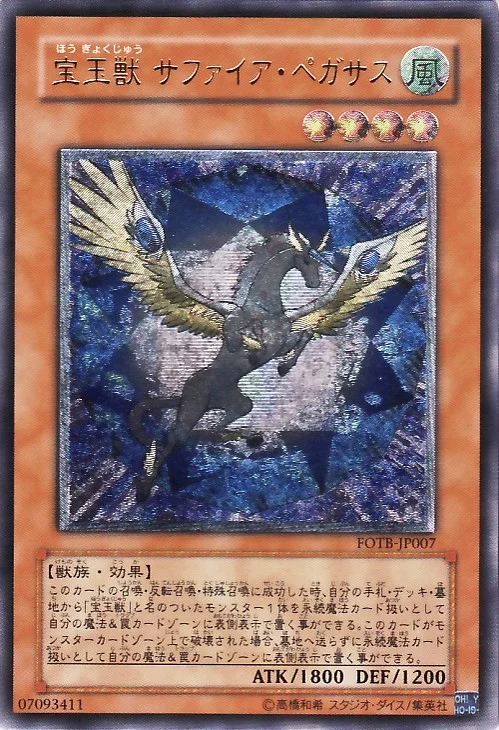 ほう ぎょくじゅう
宝玉獣 サファイア・ペガサス
風
FOTB-JP007
【獣族・効果】
このカードの召喚・反転召喚・特殊召喚に成功した時、自分の手札・デッキ・墓
地から「宝玉獣」と名のついたモンスター1体を永続魔法カード扱いとして
自分の魔法&罠カードゾーンに表側表示で置く事ができる。このカードが
モンスターカードゾーン上で破壊された場合、墓地へ送らずに永続魔法カード
扱いとして自分の魔法&罠カードゾーンに表側表示で置く事ができる。
ATK/1800 DEF/1200
07093411
©高橋和希 スタジオ・ダイス/集英社